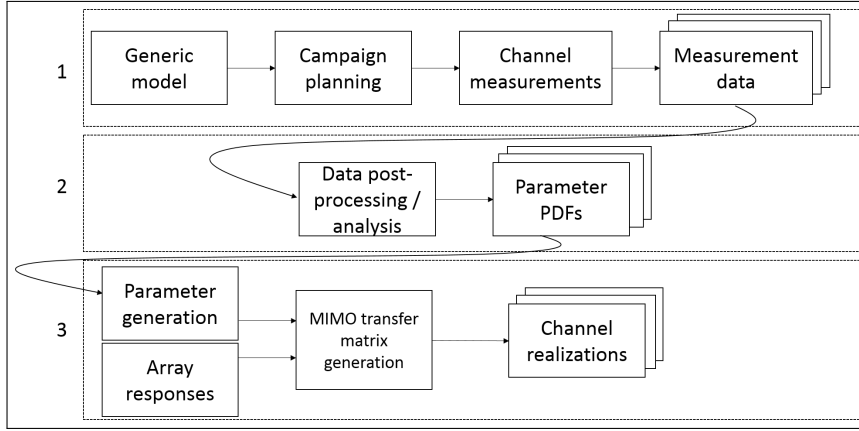 1
Generic
model
Campaign
planning
Channel
measurements
Measurement
data
2
Data post-
processing /
analysis
Parameter
PDFs
3
Parameter
generation
Array
responses
MIMO transfer
matrix
generation
Channel
realizations